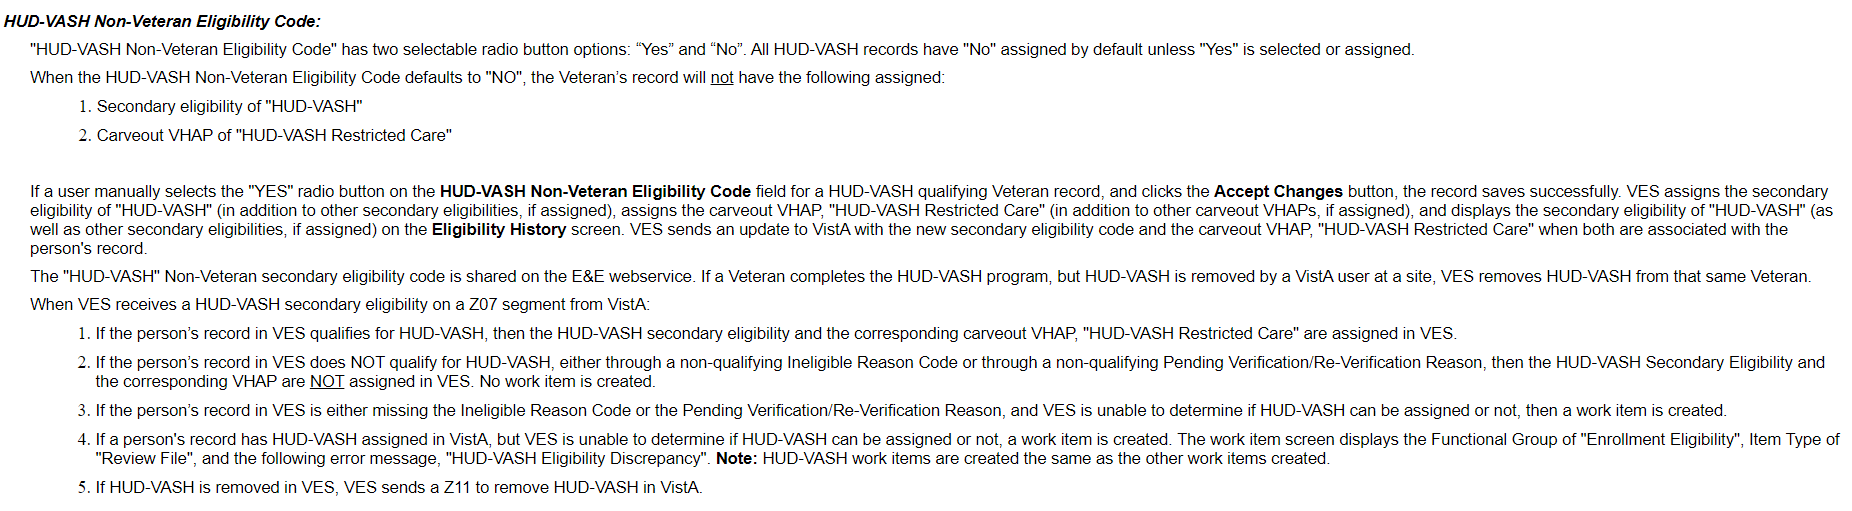 HUD-VASH Non-Veteran Eligibility Code:
"HUD-VASH Non-Veteran Eligibility Code" has two selectable radio button options: “Yes” and “No”. All HUD-VASH records have "No" assigned by default unless "Yes" is selected or assigned.
When the HUD-VASH Non-Veteran Eligibility Code defaults to "NO", the Veteran’s record will not have the following assigned:
1. Secondary eligibility of "HUD-VASH"
2. Carveout VHAP of "HUD-VASH Restricted Care"
If a user manually selects the "YES" radio button on the HUD-VASH Non-Veteran Eligibility Code field for a HUD-VASH qualifying Veteran record, and clicks the Accept Changes button, the record saves successfully. VES assigns the secondary
eligibility of "HUD-VASH" (in addition to other secondary eligibilities, if assigned), assigns the carveout VHAP, "HUD-VASH Restricted Care" (in addition to other carveout VHAPs, if assigned), and displays the secondary eligibility of "HUD-VASH" (as
well as other secondary eligibilities, if assigned) on the Eligibility History screen. VES sends an update to VistA with the new secondary eligibility code and the carveout VHAP, "HUD-VASH Restricted Care" when both are associated with the
person's record.
The "HUD-VASH" Non-Veteran secondary eligibility code is shared on the E&E webservice. If a Veteran completes the HUD-VASH program, but HUD-VASH is removed by a VistA user at a site, VES removes HUD-VASH from that same Veteran.
When VES receives a HUD-VASH secondary eligibility on a Z07 segment from VistA:
1. If the person’s record in VES qualifies for HUD-VASH, then the HUD-VASH secondary eligibility and the corresponding carveout VHAP, "HUD-VASH Restricted Care" are assigned in VES.
2. If the person’s record in VES does NOT qualify for HUD-VASH, either through a non-qualifying Ineligible Reason Code or through a non-qualifying Pending Verification/Re-Verification Reason, then the HUD-VASH Secondary Eligibility and
the corresponding VHAP are NOT assigned in VES. No work item is created.
3. If the person’s record in VES is either missing the Ineligible Reason Code or the Pending Verification/Re-Verification Reason, and VES is unable to determine if HUD-VASH can be assigned or not, then a work item is created.
4. If a person's record has HUD-VASH assigned in VistA, but VES is unable to determine if HUD-VASH can be assigned or not, a work item is created. The work item screen displays the Functional Group of "Enrollment Eligibility", Item Type of
"Review File", and the following error message, "HUD-VASH Eligibility Discrepancy". Note: HUD-VASH work items are created the same as the other work items created.
5. If HUD-VASH is removed in VES, VES sends a Z11 to remove HUD-VASH in VistA.